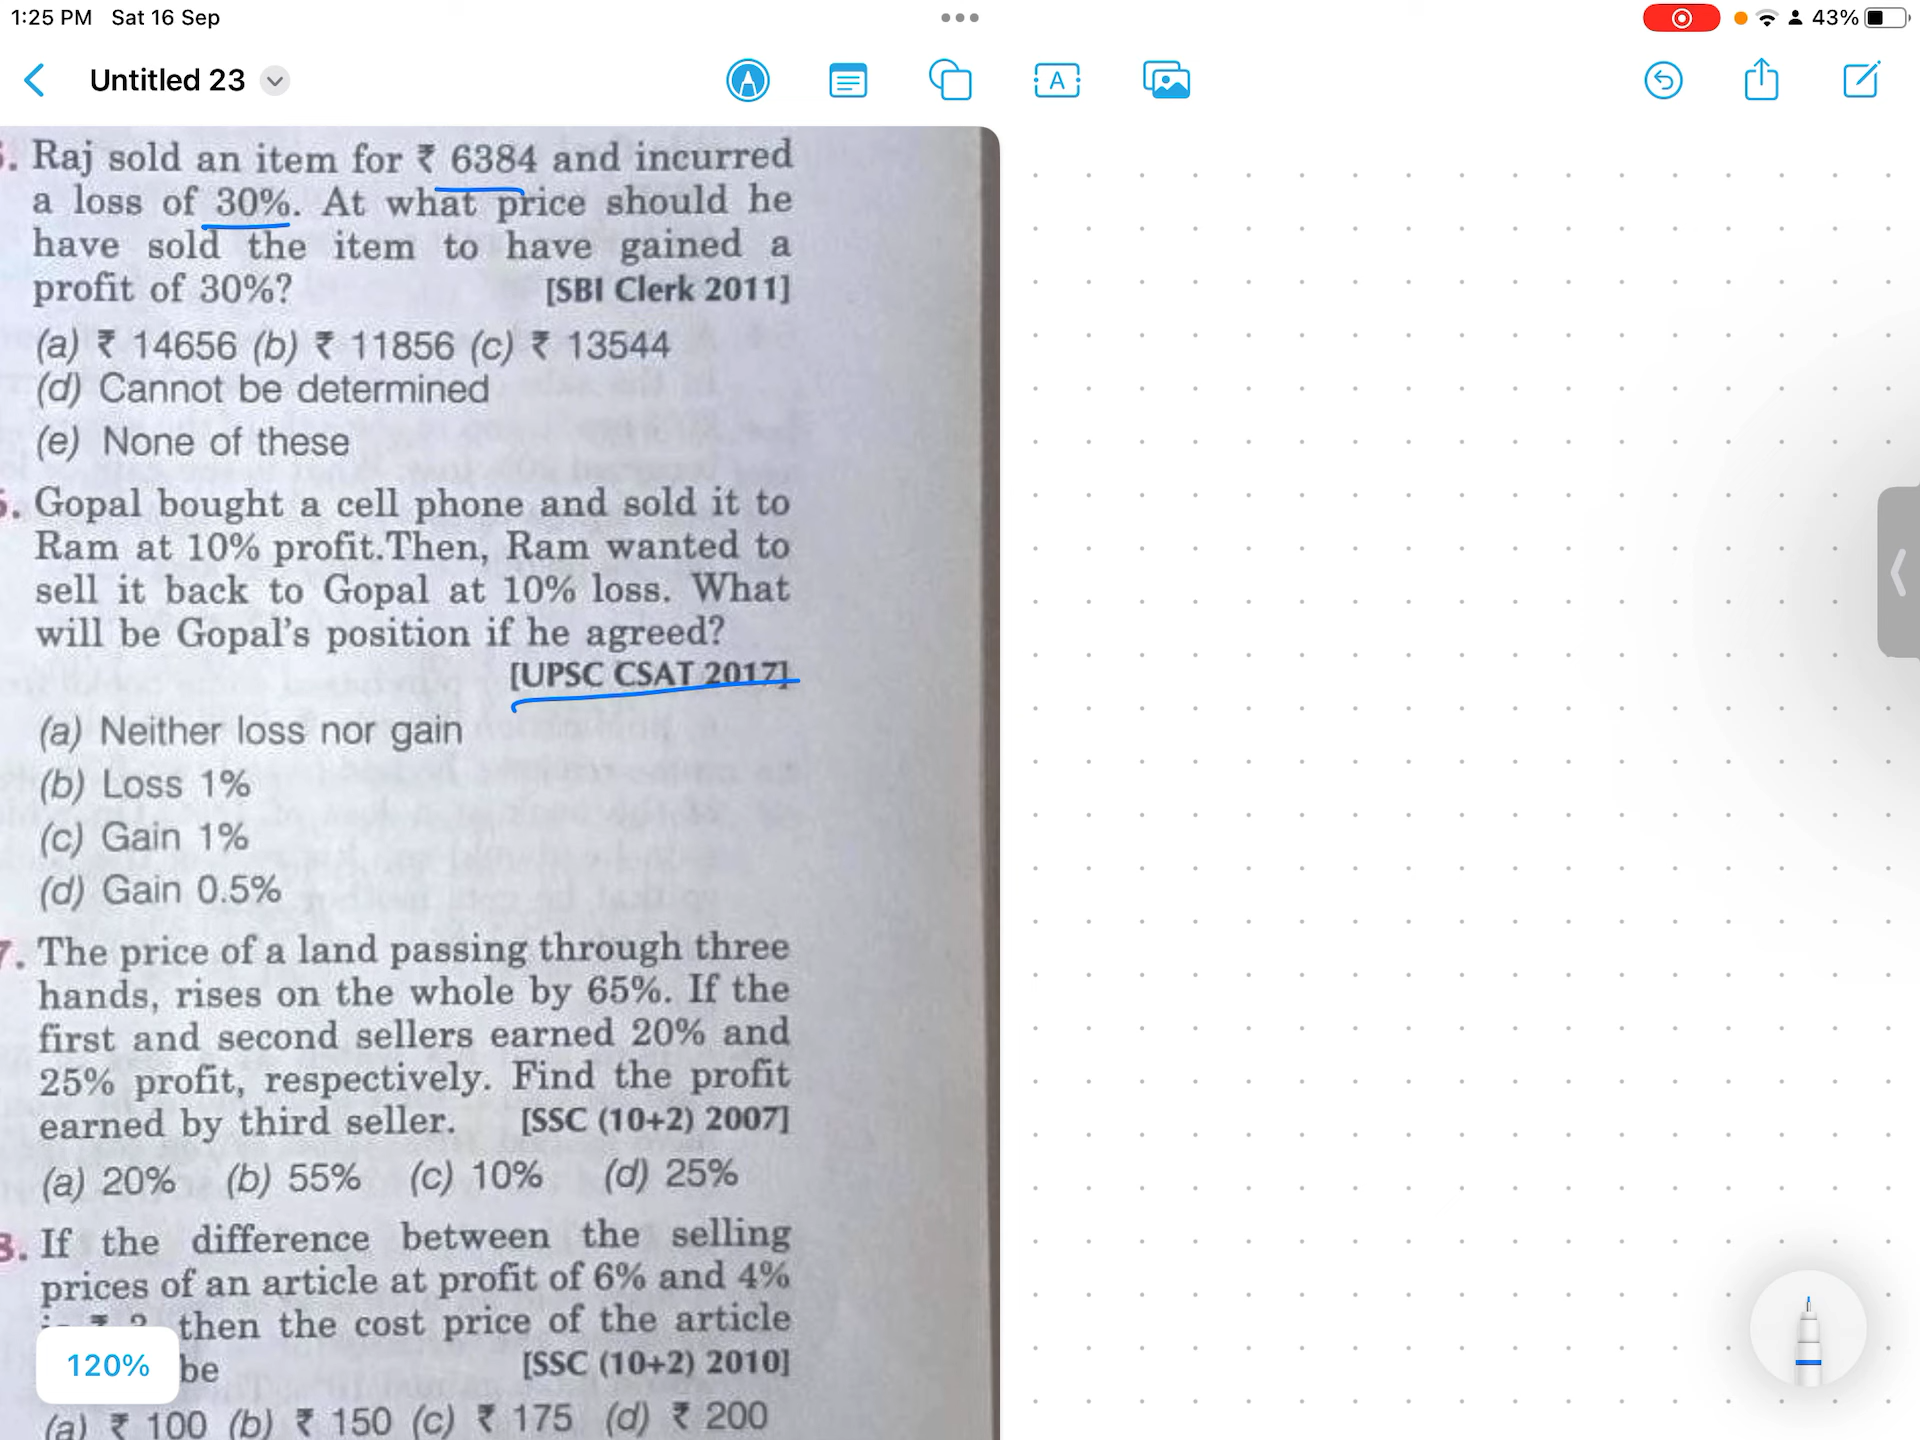 1:25 PM Sat 16 Sep
43%
Untitled 23
A
. Raj sold an item for ₹ 6384 and incurred
a loss of 30%. At what price should he
have sold the item to have gained a
profit of 30%? [SBI Clerk 2011]
(a) ₹ 14656 (b) ₹ 11856 (c) ₹ 13544
(d) Cannot be determined
(e) None of these
. Gopal bought a cell phone and sold it to
Ram at 10% profit.Then, Ram wanted to
sell it back to Gopal at 10% loss. What
will be Gopal's position if he agreed?
[UPSC CSAT 2017]
(a) Neither loss nor gain
(b) Loss 1%
(c) Gain 1%
(d) Gain 0.5%
7. The price of a land passing through three
hands, rises on the whole by 65%. If the
first and second sellers earned 20% and
25% profit, respectively. Find the profit
earned by third seller. [SSC (10+2) 2007]
(a) 20% (b) 55% (c) 10% (d) 25%
8. If the difference between the selling
prices of an article at profit of 6% and 4%
then the cost price of the article
120% be [SSC (10+2) 2010]
(a) ₹ 100 (b) ₹ 150 (c) ₹ 175 (d) ₹ 200